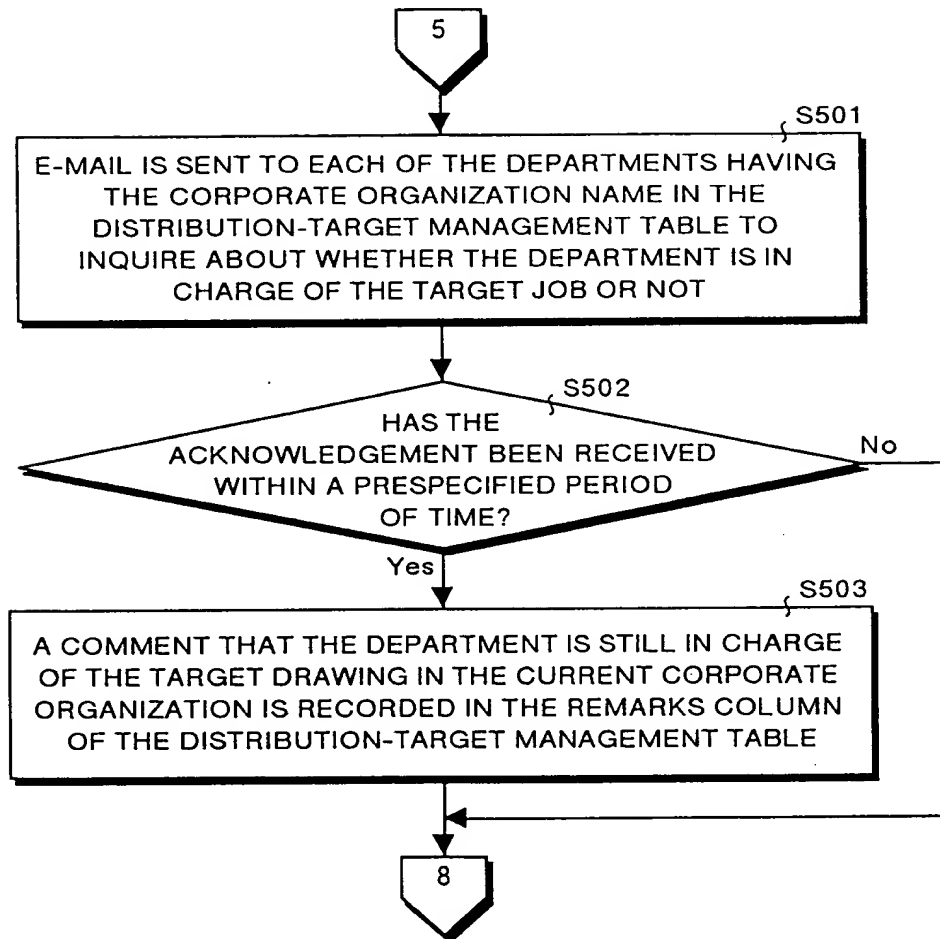 5
S501
E-MAIL IS SENT TO EACH OF THE DEPARTMENTS HAVING
THE CORPORATE ORGANIZATION NAME IN THE
DISTRIBUTION-TARGET MANAGEMENT TABLE TO
INQUIRE ABOUT WHETHER THE DEPARTMENT IS IN
CHARGE OF THE TARGET JOB OR NOT
S502
HAS THE
ACKNOWLEDGEMENT BEEN RECEIVED
WITHIN A PRESPECIFIED PERIOD
OF TIME?
No
Yes
S503
A COMMENT THAT THE DEPARTMENT IS STILL IN CHARGE
OF THE TARGET DRAWING IN THE CURRENT CORPORATE
ORGANIZATION IS RECORDED IN THE REMARKS COLUMN
OF THE DISTRIBUTION-TARGET MANAGEMENT TABLE
8